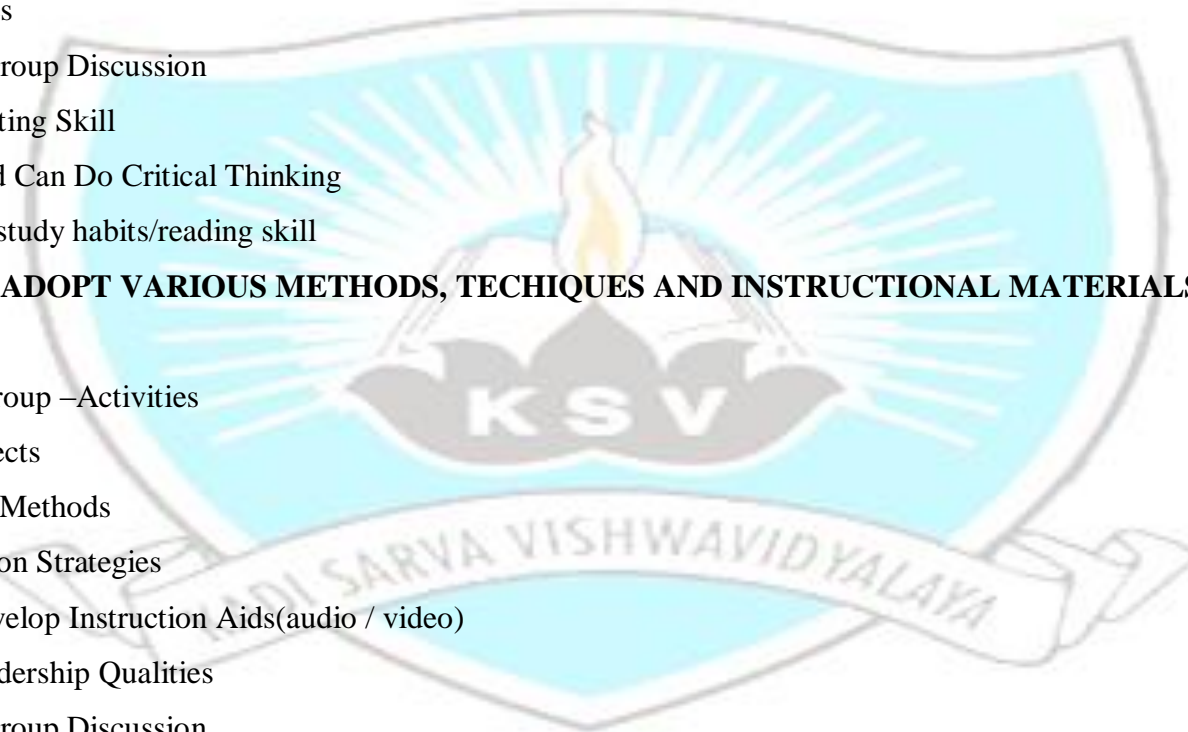 s
roup Discussion
ting Skill
d Can Do Critical Thinking
study habits/reading skill
ADOPT VARIOUS METHODS, TECHIQUES AND INSTRUCTIONAL MATERIALS
roup –Activities
ects
Methods
on Strategies
velop Instruction Aids(audio / video)
dership Qualities
roup Discussion
KSV
KADI SARVA VISHWAVIDYALAYA